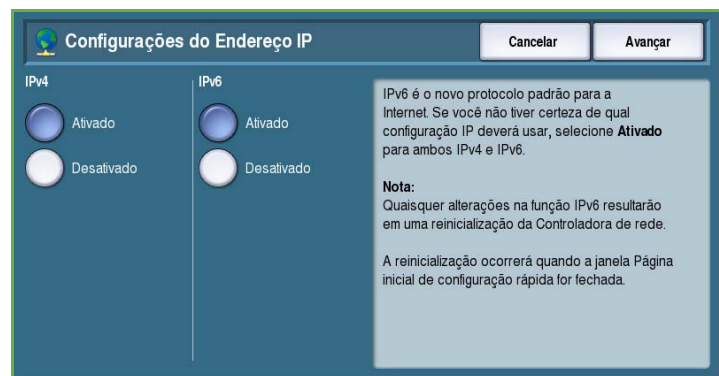 Configurações do Endereço IP
Cancelar
Avançar
IPv4
Ativado
Desativado
IPv6
Ativado
Desativado
IPv6 é o novo protocolo padrão para a
Internet. Se você não tiver certeza de qual
configuração IP deverá usar, selecione Ativado
para ambos IPv4 e IPv6.
Nota:
Quaisquer alterações na função IPv6 resultarão
em uma reinicialização da Controladora de rede.
A reinicialização ocorrerá quando a janela Página
inicial de configuração rápida for fechada.